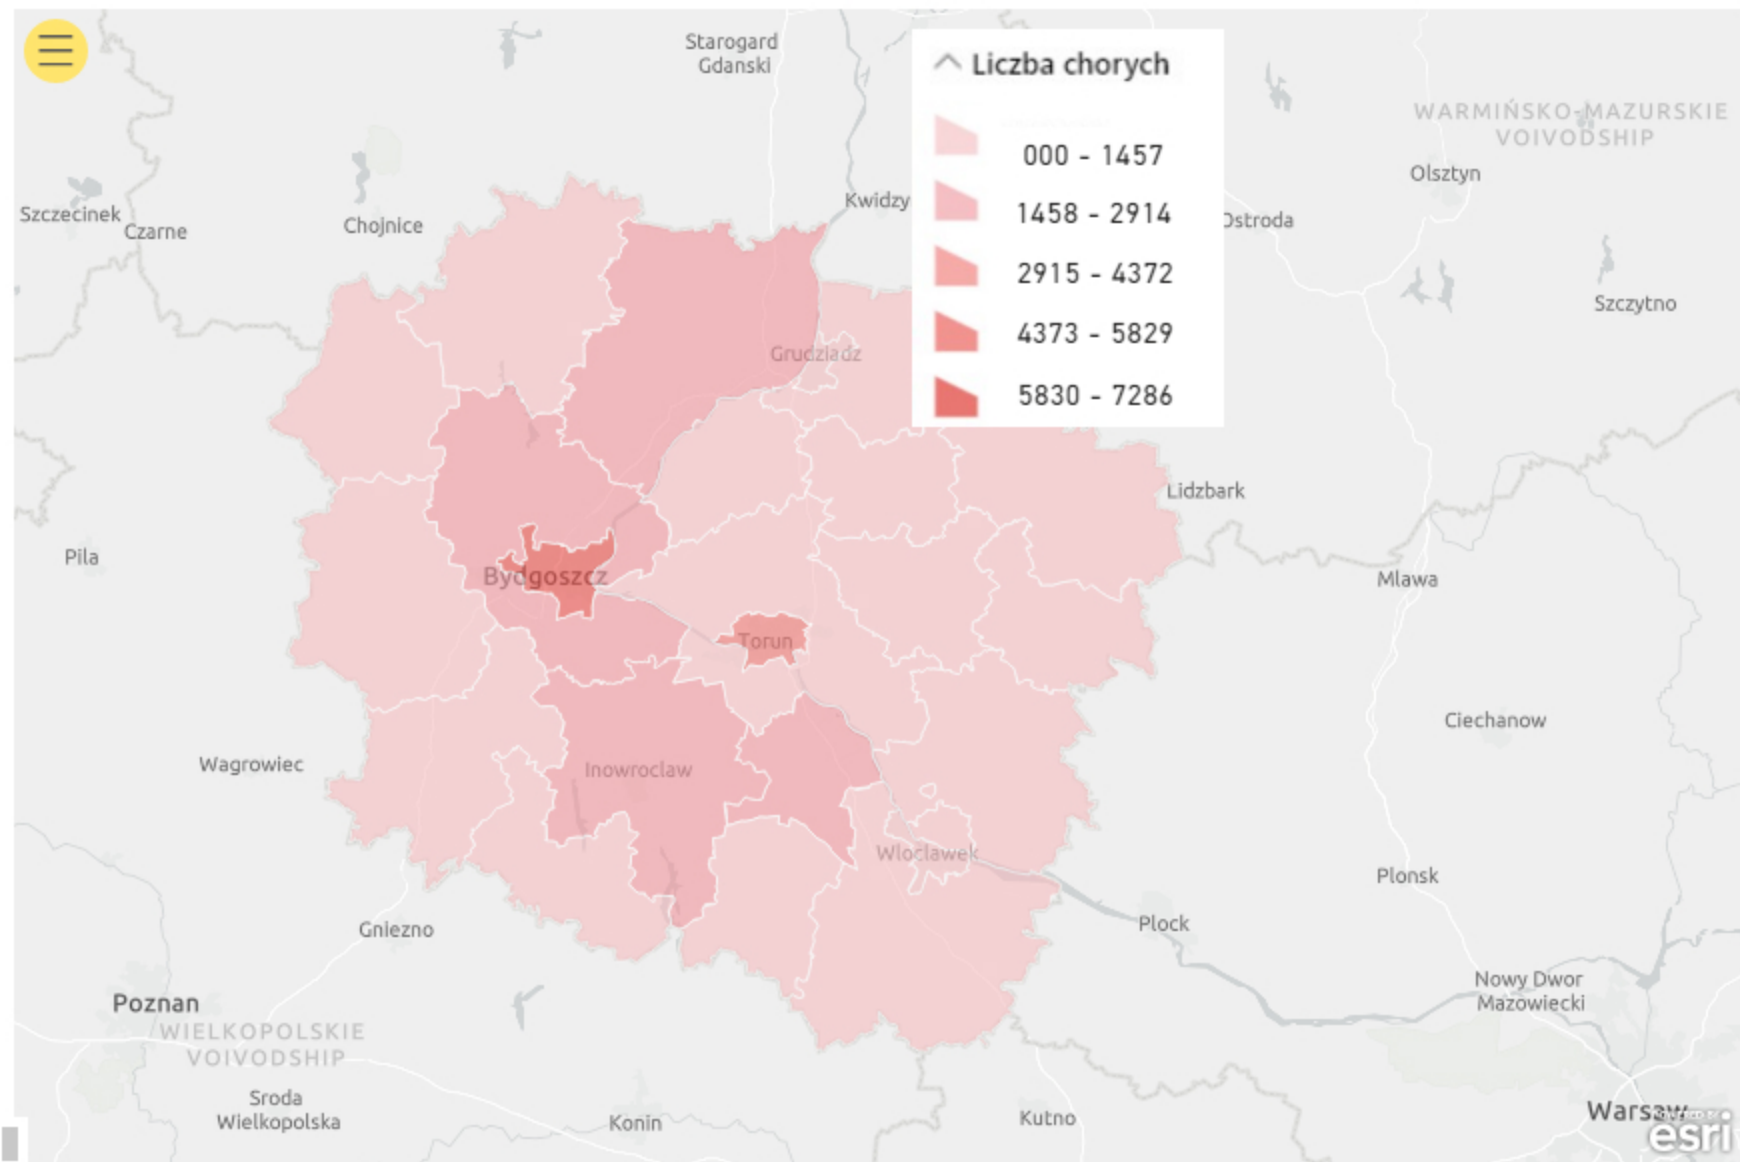 Starogard
Gdanski
Liczba chorych
000 - 1457
1458 - 2914
2915 - 4372
4373 - 5829
5830 - 7286
WARMIŃSKO-MAZURSKIE
VOIVODSHIP
Olsztyn
Szczecinek
Czarne
Chojnice
Kwidzy
Ostroda
Szczytno
Grudziadz
Lidzbark
Pila
Bydgoszcz
Mlawa
Torun
Ciechanow
Wagrowiec
Inowroclaw
Wloclawek
Plonsk
Gniezno
Plock
Nowy Dwor
Mazowiecki
Poznan
WIELKOPOLSKIE
VOIVODSHIP
Sroda
Wielkopolska
Konin
Kutno
Warsaw
POWERED BY
esri